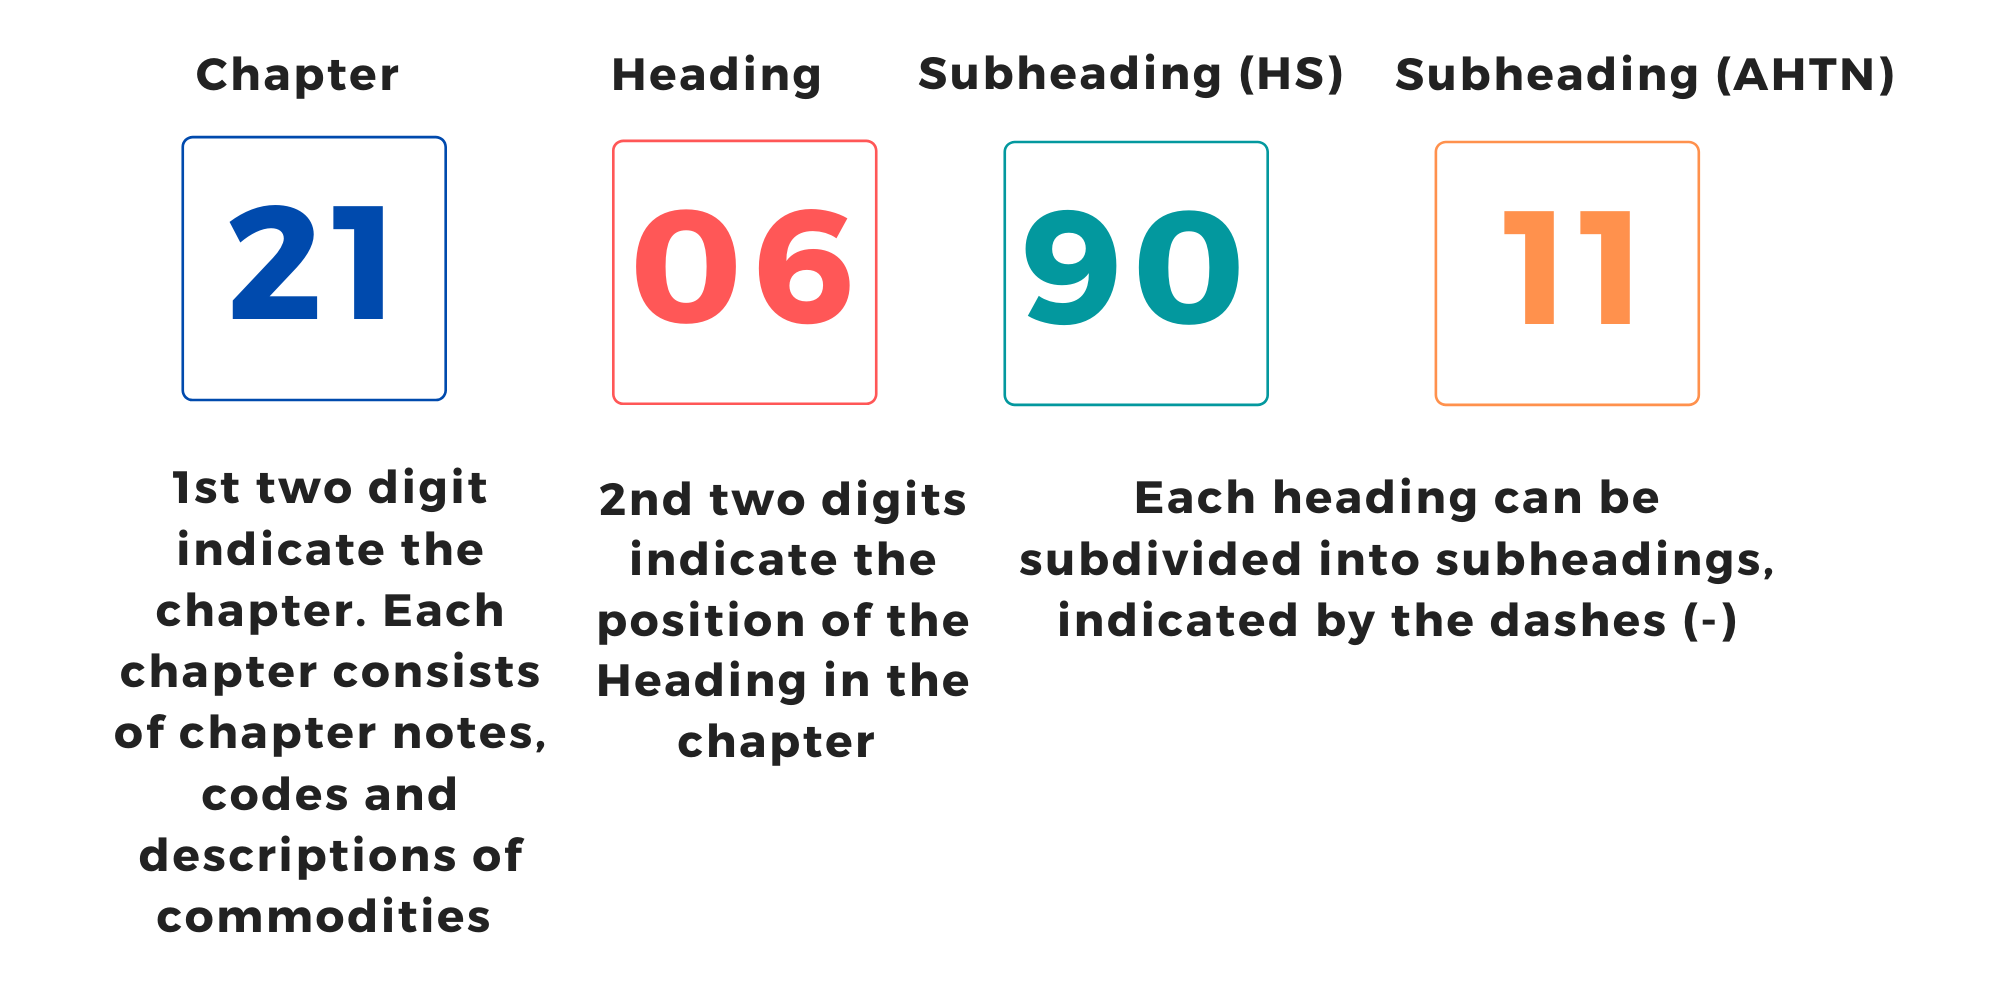 Chapter
Heading
Subheading (HS)
Subheading (AHTN)
21
06
90
11
1st two digit
indicate the
chapter. Each
chapter consists
of chapter notes,
codes and
descriptions of
commodities
2nd two digits
indicate the
position of the
Heading in the
chapter
Each heading can be
subdivided into subheadings,
indicated by the dashes (-)